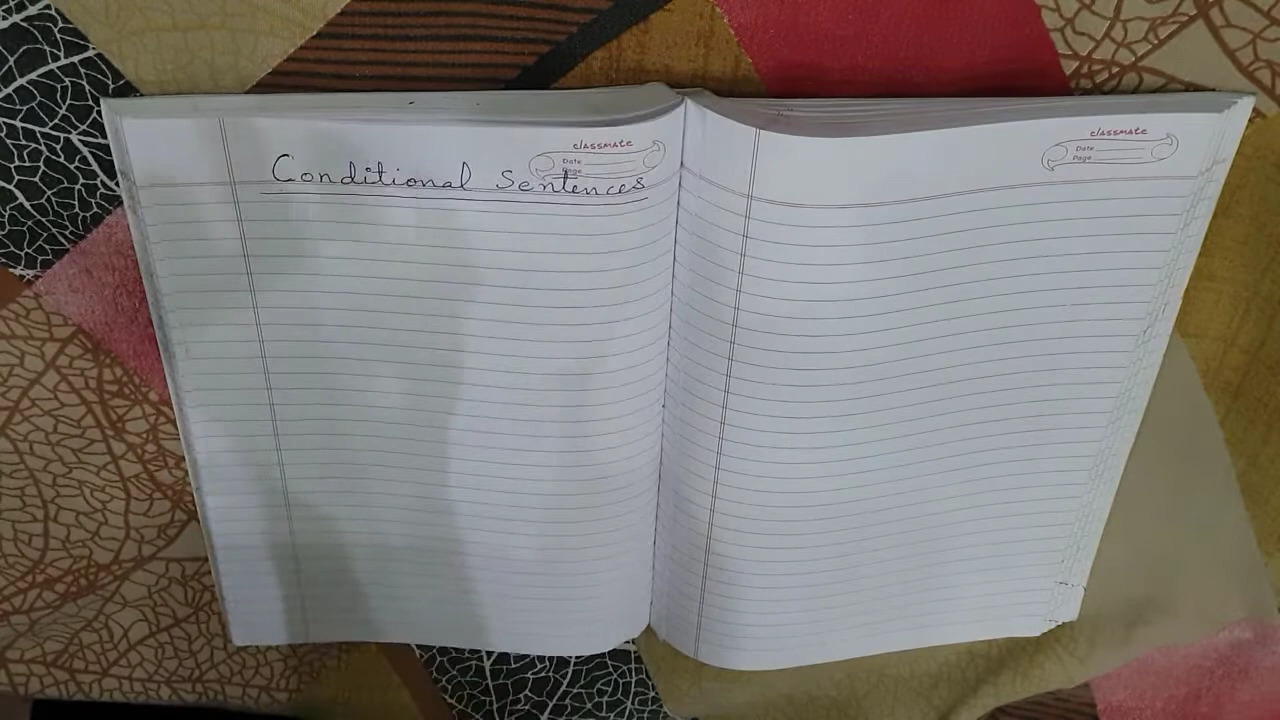 classmate
Date
Page
Conditional Sentences
classmate
Date
Page